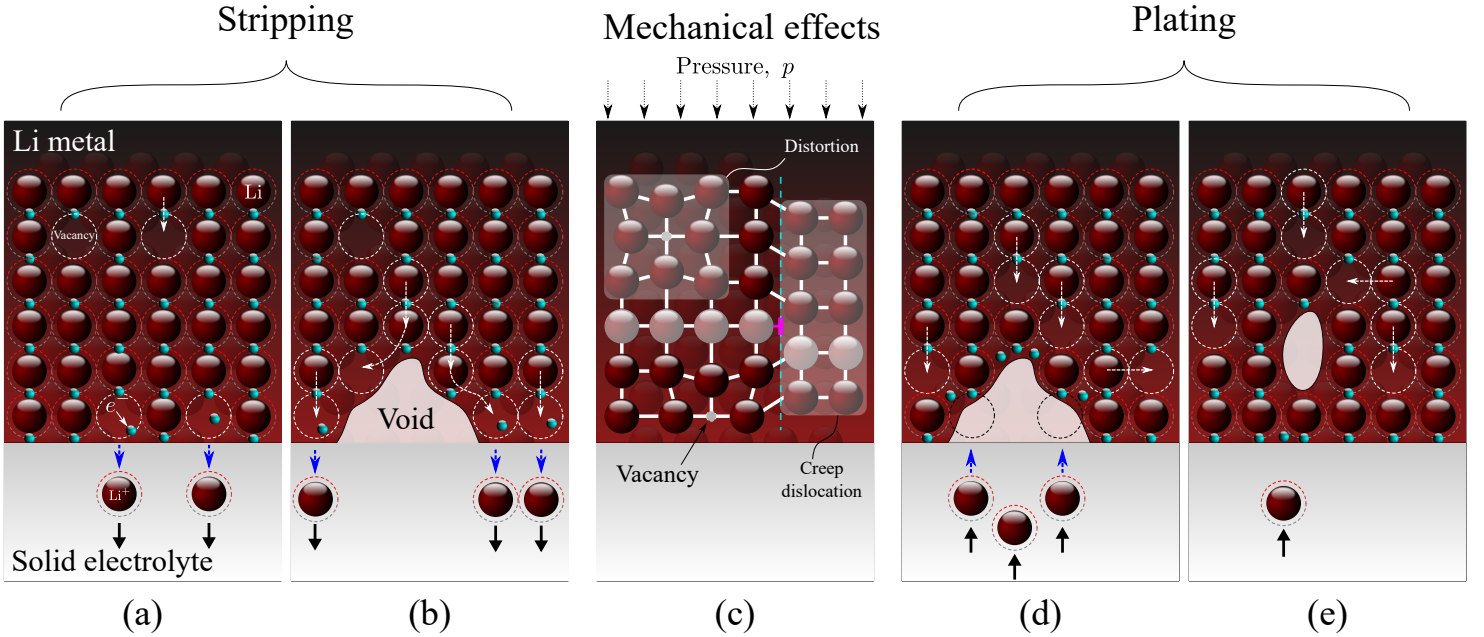 Stripping
Mechanical effects
Plating
Pressure, p
Li metal
Distortion
Li
Vacancy
e⁻
Void
Vacancy
Creep
dislocation
Li⁺
Solid electrolyte
(a)
(b)
(c)
(d)
(e)